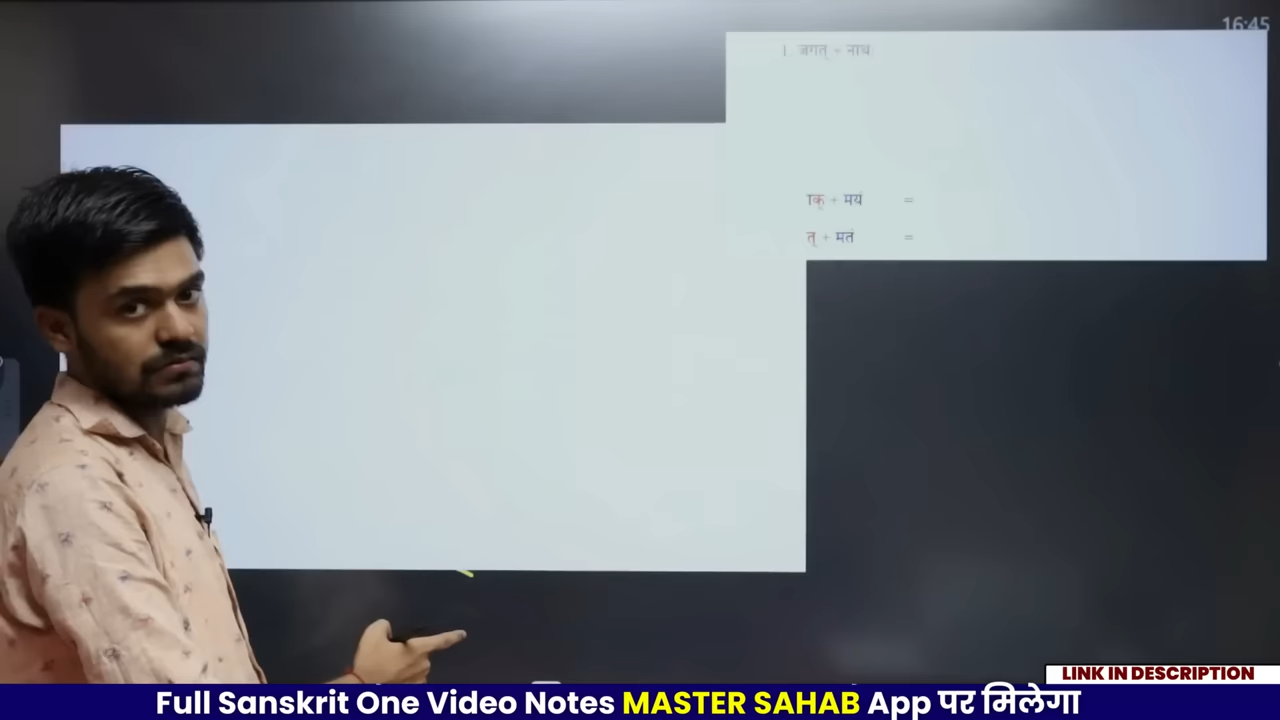 16:45
1. जगत् + नाथः
ाक् + मयं =
त् + मतं =
LINK IN DESCRIPTION
Full Sanskrit One Video Notes MASTER SAHAB App पर मिलेगा